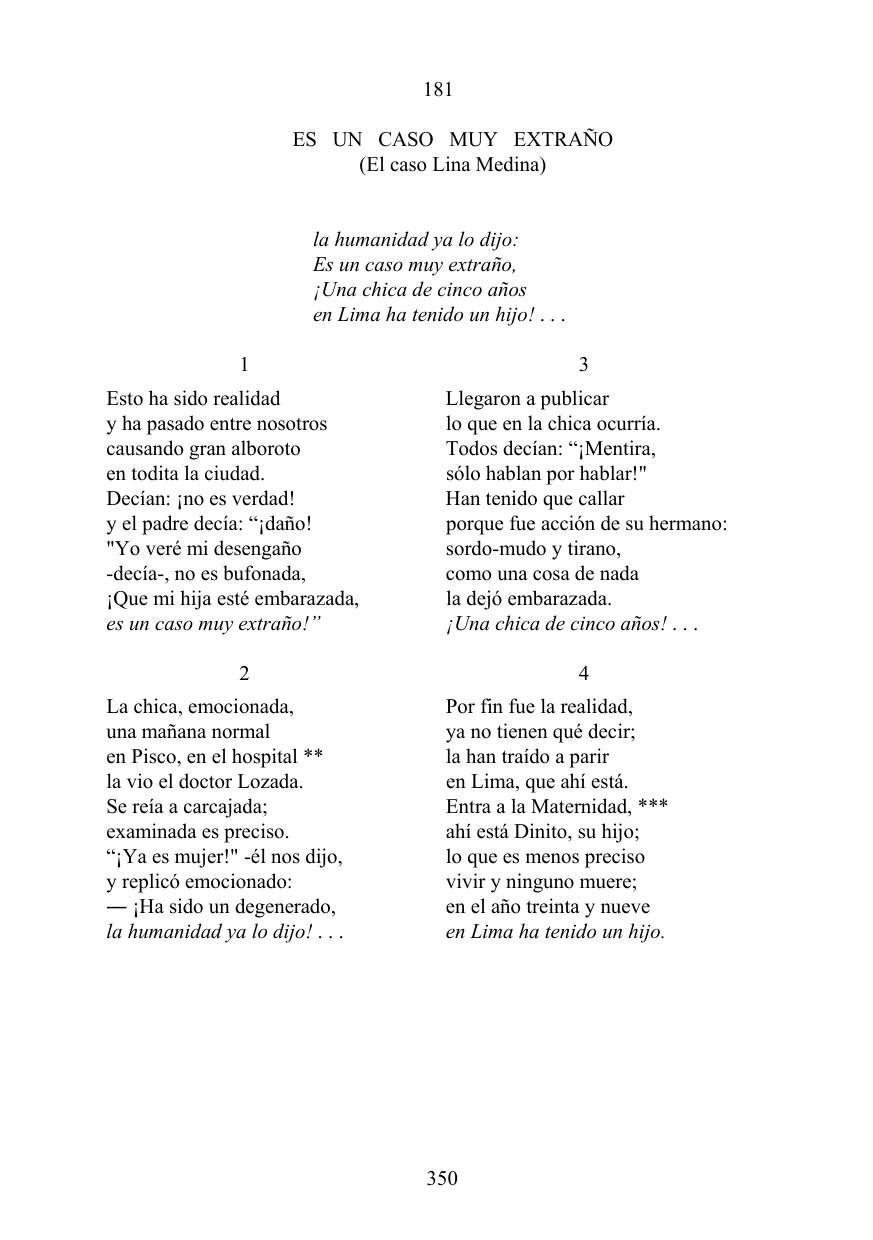 181
ES UN CASO MUY EXTRAÑO
(El caso Lina Medina)
la humanidad ya lo dijo:
Es un caso muy extraño,
¡Una chica de cinco años
en Lima ha tenido un hijo! . . .
1
Esto ha sido realidad
y ha pasado entre nosotros
causando gran alboroto
en todita la ciudad.
Decían: ¡no es verdad!
y el padre decía: “¡daño!
"Yo veré mi desengaño
-decía-, no es bufonada,
¡Que mi hija esté embarazada,
es un caso muy extraño!”
2
La chica, emocionada,
una mañana normal
en Pisco, en el hospital **
la vio el doctor Lozada.
Se reía a carcajada;
examinada es preciso.
“¡Ya es mujer!" -él nos dijo,
y replicó emocionado:
— ¡Ha sido un degenerado,
la humanidad ya lo dijo! . . .
3
Llegaron a publicar
lo que en la chica ocurría.
Todos decían: “¡Mentira,
sólo hablan por hablar!"
Han tenido que callar
porque fue acción de su hermano:
sordo-mudo y tirano,
como una cosa de nada
la dejó embarazada.
¡Una chica de cinco años! . . .
4
Por fin fue la realidad,
ya no tienen qué decir;
la han traído a parir
en Lima, que ahí está.
Entra a la Maternidad, ***
ahí está Dinito, su hijo;
lo que es menos preciso
vivir y ninguno muere;
en el año treinta y nueve
en Lima ha tenido un hijo.
350